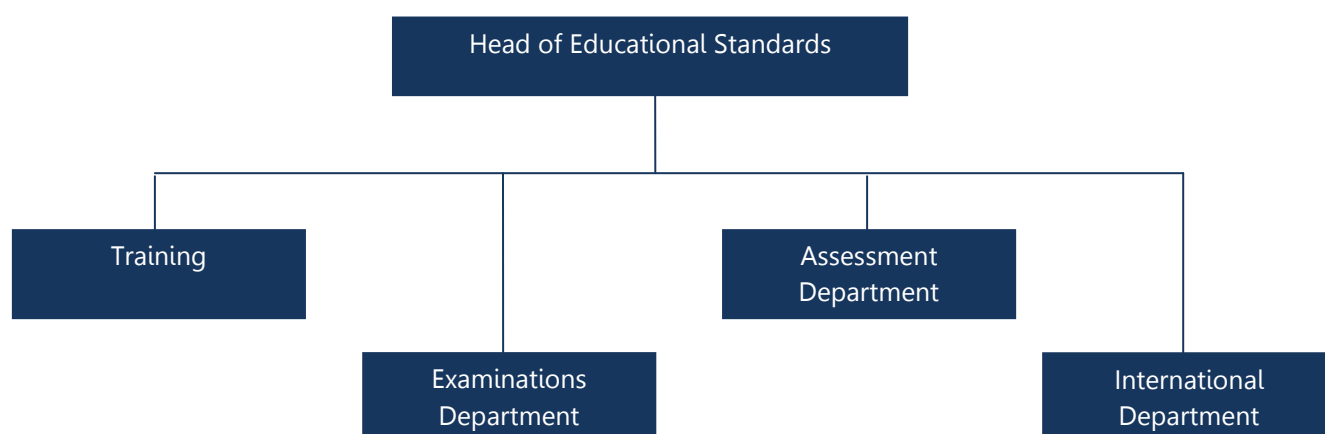 Head of Educational Standards
Training
Assessment
Department
Examinations
Department
International
Department